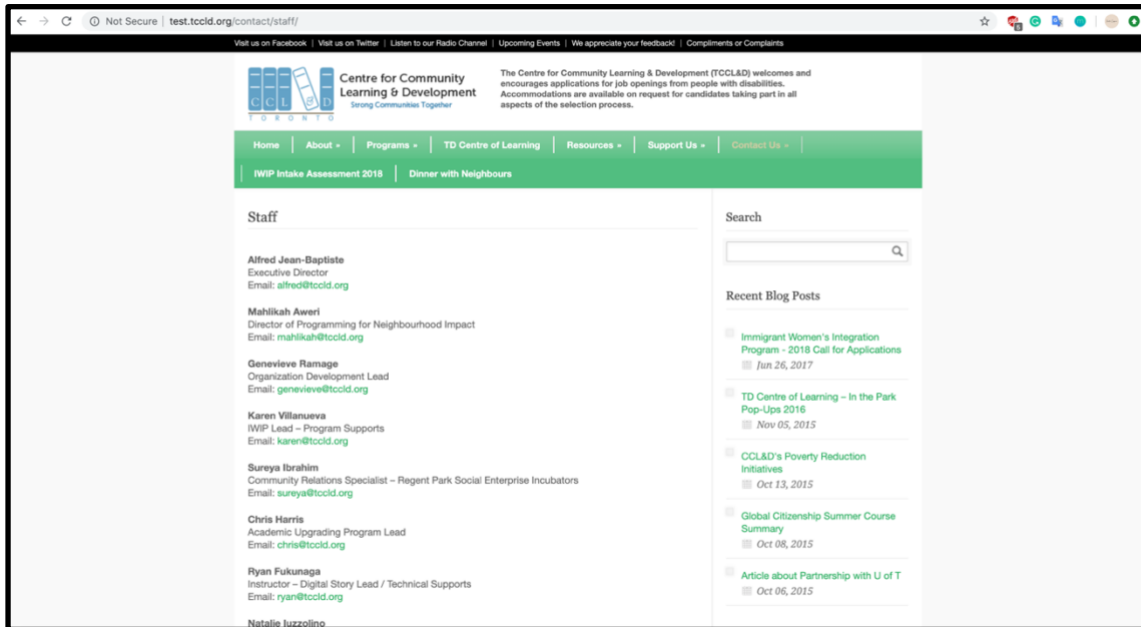 Not Secure | test.tccld.org/contact/staff/
Visit us on Facebook | Visit us on Twitter | Listen to our Radio Channel | Upcoming Events | We appreciate your feedback! | Compliments or Complaints
CCL&D
TORONTO
Centre for Community
Learning & Development
Strong Communities Together
The Centre for Community Learning & Development (TCCL&D) welcomes and
encourages applications for job openings from people with disabilities.
Accommodations are available on request for candidates taking part in all
aspects of the selection process.
Home About Programs TD Centre of Learning Resources Support Us Contact Us
IWIP Intake Assessment 2018 Dinner with Neighbours
Staff
Alfred Jean-Baptiste
Executive Director
Email: alfred@tccld.org
Mahlikah Aweri
Director of Programming for Neighbourhood Impact
Email: mahlikah@tccld.org
Genevieve Ramage
Organization Development Lead
Email: genevieve@tccld.org
Karen Villanueva
IWIP Lead – Program Supports
Email: karen@tccld.org
Sureya Ibrahim
Community Relations Specialist – Regent Park Social Enterprise Incubators
Email: sureya@tccld.org
Chris Harris
Academic Upgrading Program Lead
Email: chris@tccld.org
Ryan Fukunaga
Instructor – Digital Story Lead / Technical Supports
Email: ryan@tccld.org
Natalie Iuzzolino
Search
Recent Blog Posts
Immigrant Women's Integration
Program - 2018 Call for Applications
Jun 26, 2017
TD Centre of Learning – In the Park
Pop-Ups 2016
Nov 05, 2015
CCL&D's Poverty Reduction
Initiatives
Oct 13, 2015
Global Citizenship Summer Course
Summary
Oct 08, 2015
Article about Partnership with U of T
Oct 06, 2015